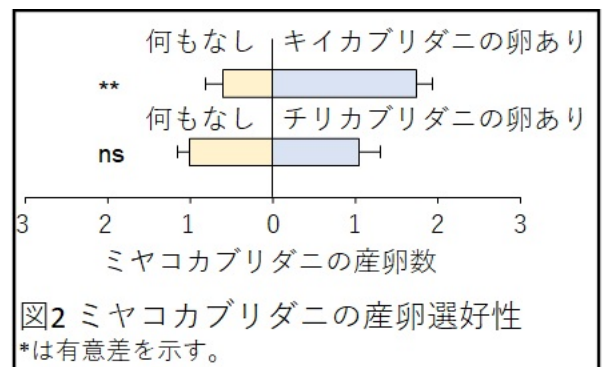 何もなし キイカブリダニの卵あり
**
何もなし チリカブリダニの卵あり
ns
3 2 1 0 1 2 3
ミヤコカブリダニの産卵数
図2 ミヤコカブリダニの産卵選好性
*は有意差を示す。